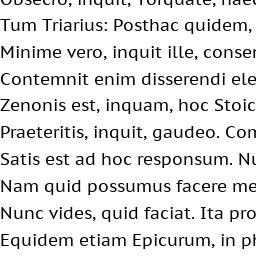 Obsecro, inquit, Torquate, haec
Tum Triarius: Posthac quidem,
Minime vero, inquit ille, conser
Contemnit enim disserendi ele
Zenonis est, inquam, hoc Stoic
Praeteritis, inquit, gaudeo. Com
Satis est ad hoc responsum. Nu
Nam quid possumus facere me
Nunc vides, quid faciat. Ita pro
Equidem etiam Epicurum, in ph